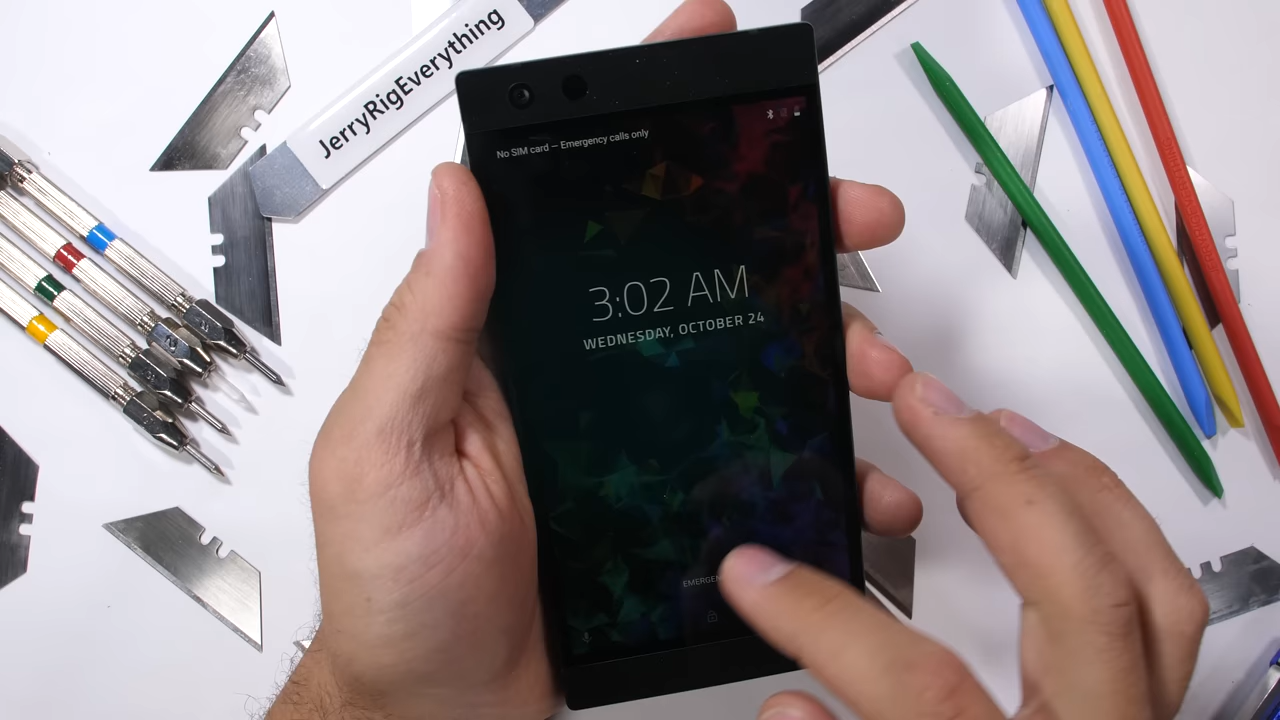 JerryRigEverything
No SIM card — Emergency calls only
3:02 AM
WEDNESDAY, OCTOBER 24